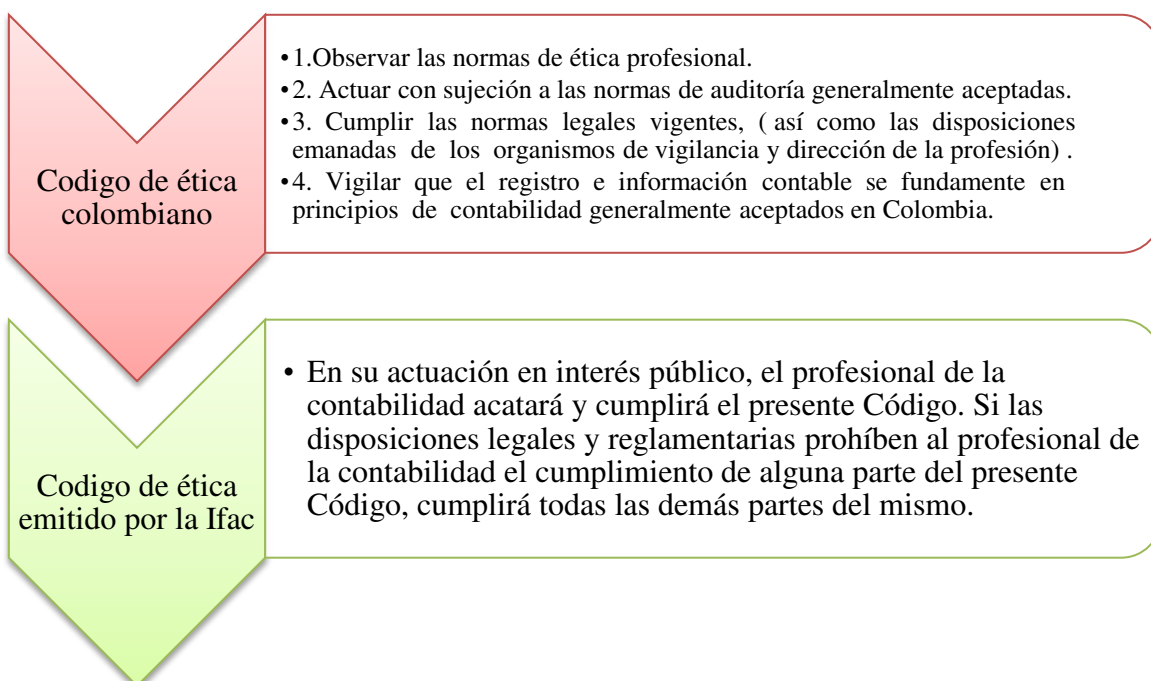 Codigo de ética
colombiano
•1.Observar las normas de ética profesional.
•2. Actuar con sujeción a las normas de auditoría generalmente aceptadas.
•3. Cumplir las normas legales vigentes, ( así como las disposiciones
emanadas de los organismos de vigilancia y dirección de la profesión) .
•4. Vigilar que el registro e información contable se fundamente en
principios de contabilidad generalmente aceptados en Colombia.
Codigo de ética
emitido por la Ifac
• En su actuación en interés público, el profesional de la
contabilidad acatará y cumplirá el presente Código. Si las
disposiciones legales y reglamentarias prohíben al profesional de
la contabilidad el cumplimiento de alguna parte del presente
Código, cumplirá todas las demás partes del mismo.